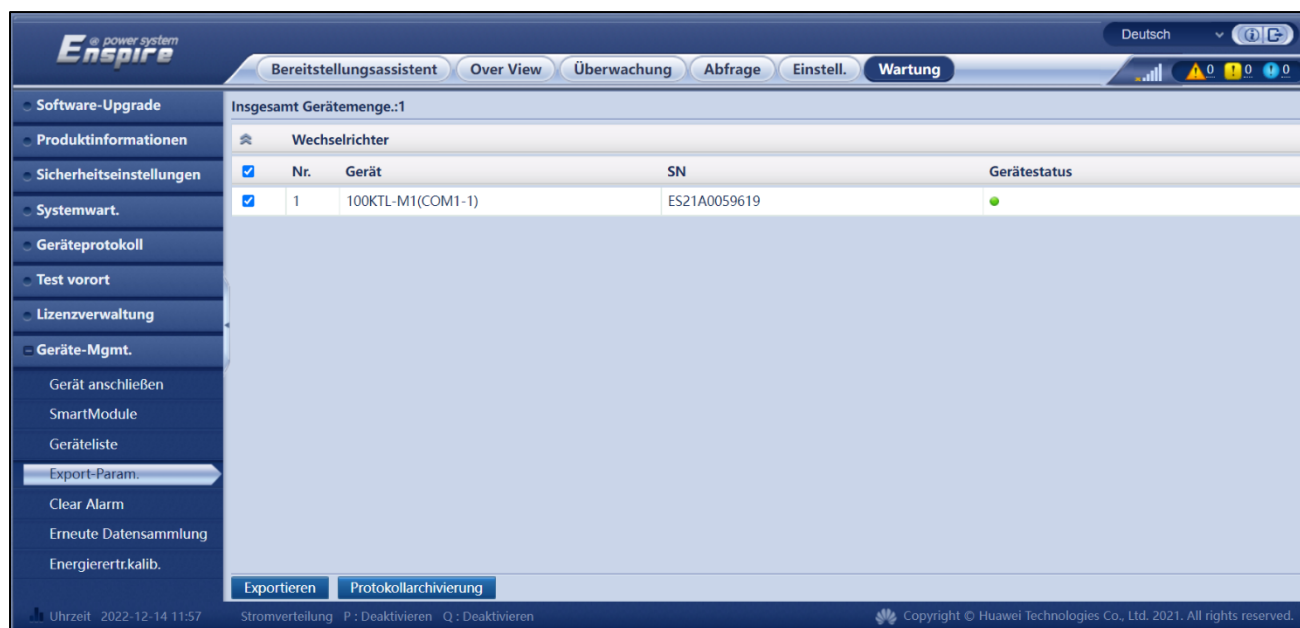 @ power system
Enspire
Deutsch
Bereitstellungsassistent Over View Überwachung Abfrage Einstell. Wartung
0 0 0
Software-Upgrade
Produktinformationen
Sicherheitseinstellungen
Systemwart.
Geräteprotokoll
Test vorort
Lizenzverwaltung
Geräte-Mgmt.
Gerät anschließen
SmartModule
Geräteliste
Export-Param.
Clear Alarm
Erneute Datensammlung
Energierertr.kalib.
Insgesamt Gerätemenge.:1
Wechselrichter
Nr. Gerät SN Gerätestatus
1 100KTL-M1(COM1-1) ES21A0059619
Exportieren Protokollarchivierung
Uhrzeit 2022-12-14 11:57 Stromverteilung P : Deaktivieren Q : Deaktivieren Copyright © Huawei Technologies Co., Ltd. 2021. All rights reserved.